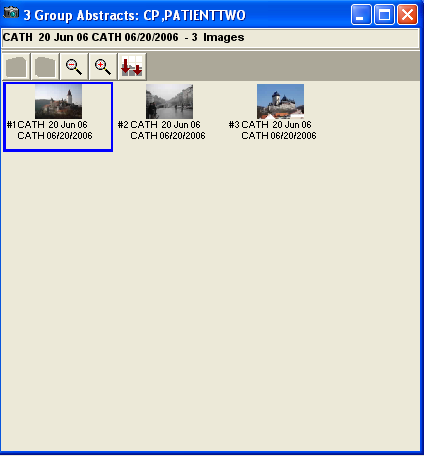 3 Group Abstracts: CP,PATIENTTWO
CATH  20 Jun 06 CATH 06/20/2006  - 3  Images
#1 CATH  20 Jun 06
CATH 06/20/2006
#2 CATH  20 Jun 06
CATH 06/20/2006
#3 CATH  20 Jun 06
CATH 06/20/2006